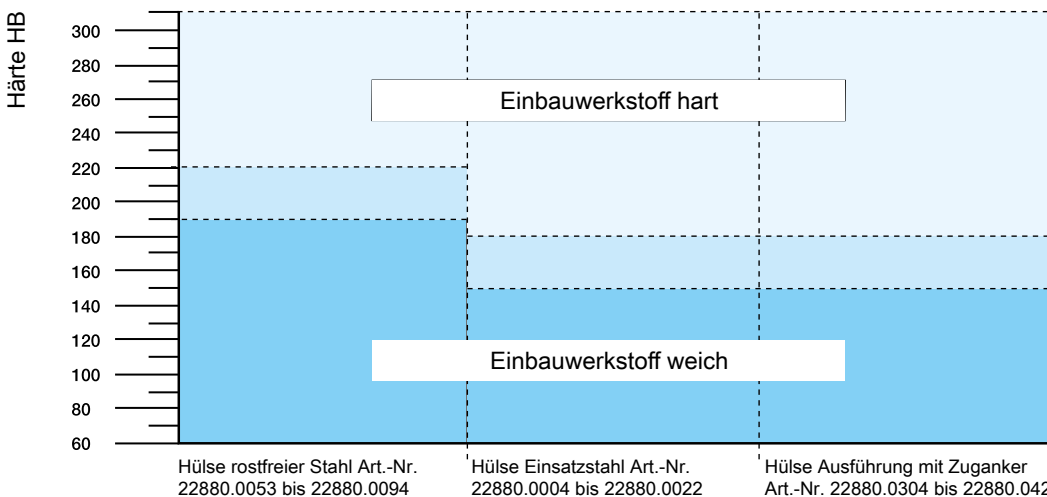 Härte HB
300
280
260
240
220
200
180
160
140
120
100
80
60
Einbauwerkstoff hart
Einbauwerkstoff weich
Hülse rostfreier Stahl Art.-Nr.
22880.0053 bis 22880.0094
Hülse Einsatzstahl Art.-Nr.
22880.0004 bis 22880.0022
Hülse Ausführung mit Zuganker
Art.-Nr. 22880.0304 bis 22880.042